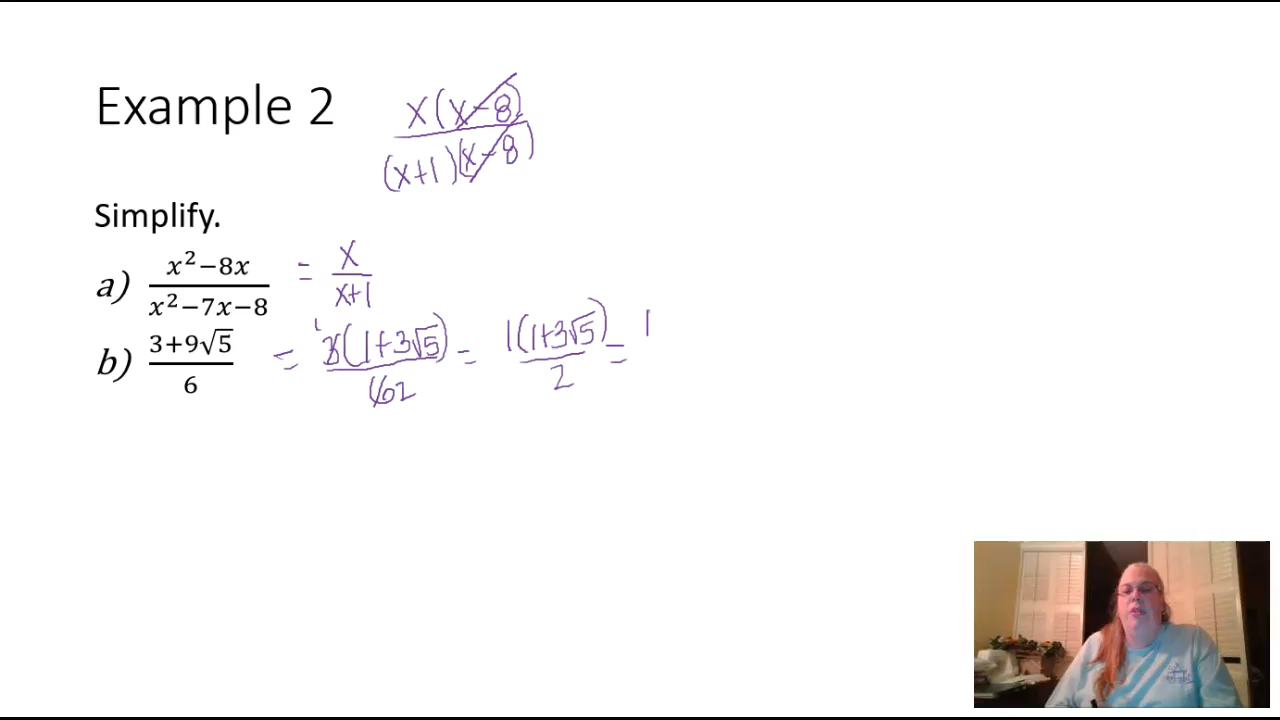 Example 2 x(x-8)/(x+1)(x-8)
Simplify.
a) x²−8x/x²−7x−8 = x/x+1
b) 3+9√5/6 = 3 1(1+3√5)/6 2 = 1(1+3√5)/2 = 1